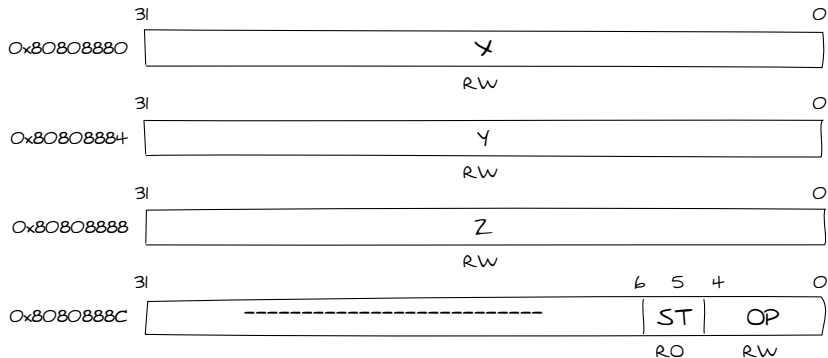 31 0
0x80808880 X
RW
31 0
0x80808884 Y
RW
31 0
0x80808888 Z
RW
31 6 5 4 0
0x8080888C ------------------------- ST OP
RO RW